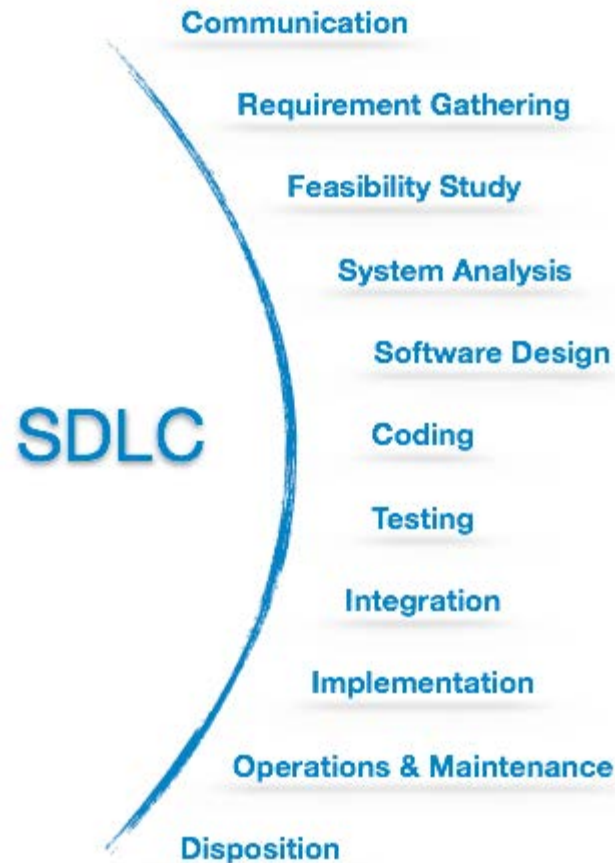 Communication
Requirement Gathering
Feasibility Study
System Analysis
Software Design
SDLC
Coding
Testing
Integration
Implementation
Operations & Maintenance
Disposition